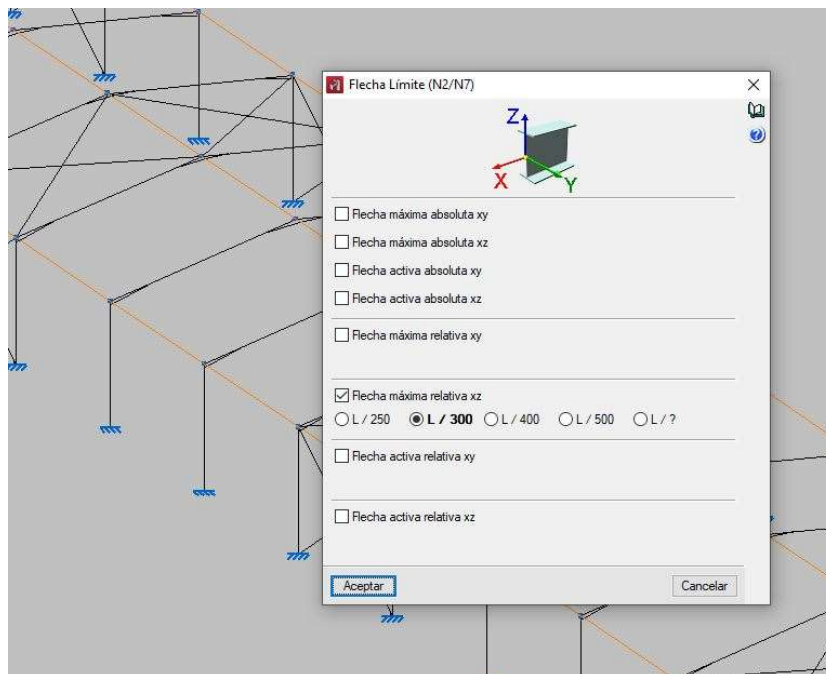 Flecha Límite (N2/N7)
Z
X
Y
Flecha máxima absoluta xy
Flecha máxima absoluta xz
Flecha activa absoluta xy
Flecha activa absoluta xz
Flecha máxima relativa xy
Flecha máxima relativa xz
L / 250 L / 300 L / 400 L / 500 L / ?
Flecha activa relativa xy
Flecha activa relativa xz
Aceptar Cancelar